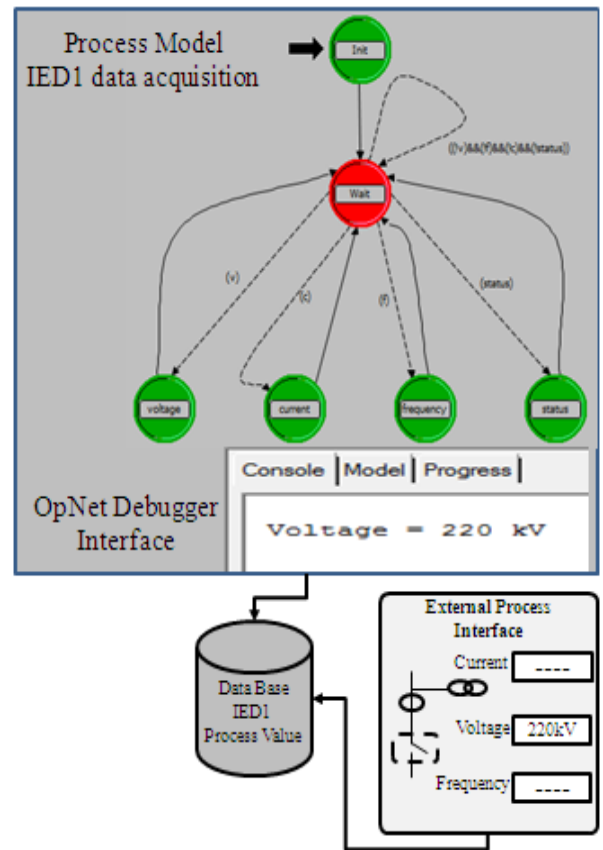 Process Model
IED1 data acquisition
Init
((!v)&&(f)&&(!c)&&(!status))
Wait
(v)
(c)
(f)
(status)
voltage
current
frequency
status
OpNet Debugger
Interface
Console
Model
Progress
Voltage = 220 kV
Data Base
IED1
Process Value
External Process
Interface
Current ----
Voltage 220kV
Frequency ----